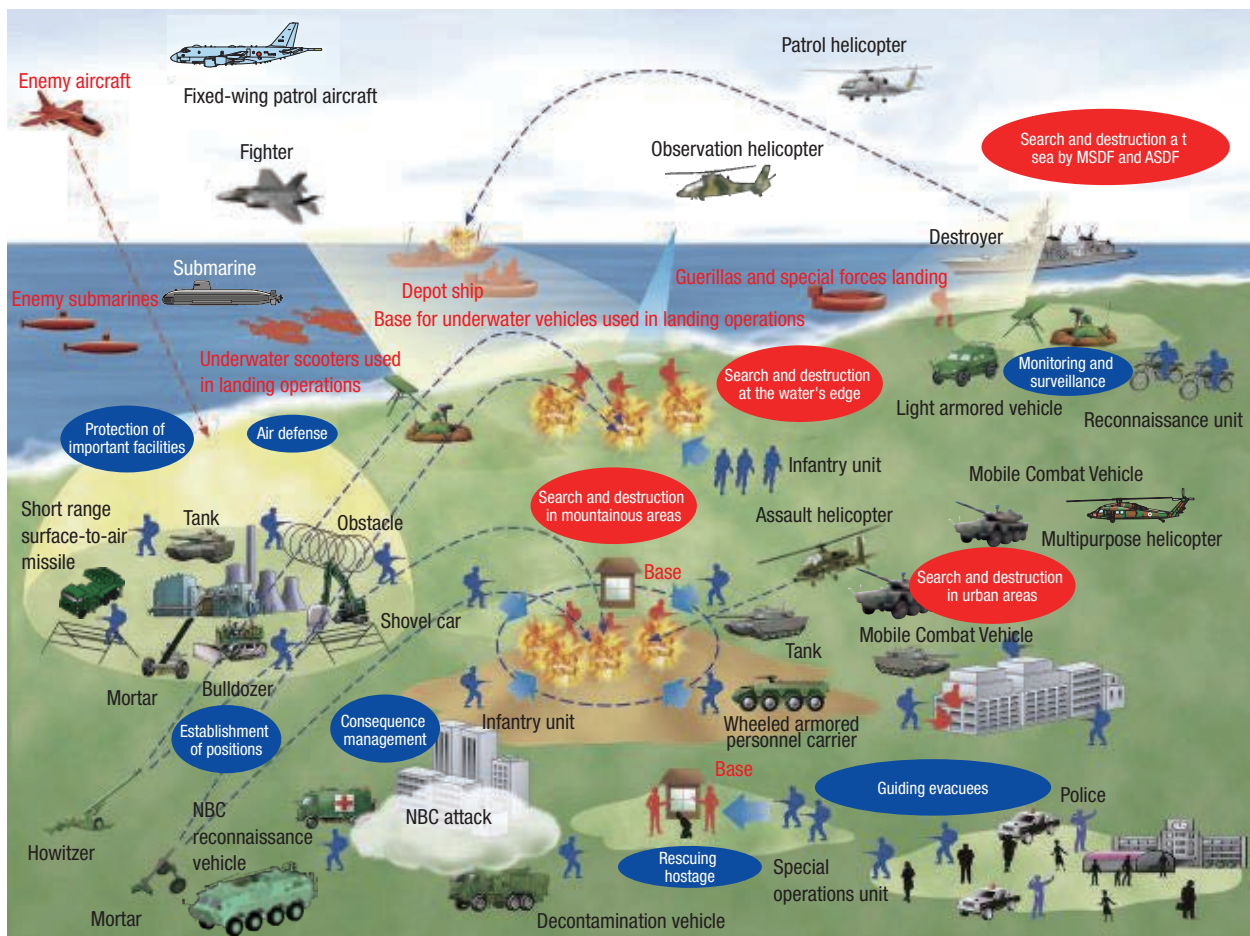 Patrol helicopter
Enemy aircraft
Fixed-wing patrol aircraft
Search and destruction a t
sea by MSDF and ASDF
Fighter
Observation helicopter
Destroyer
Submarine
Guerillas and special forces landing
Enemy submarines
Depot ship
Base for underwater vehicles used in landing operations
Underwater scooters used
in landing operations
Monitoring and
surveillance
Search and destruction
at the water's edge
Light armored vehicle
Reconnaissance unit
Protection of
important facilities
Air defense
Infantry unit
Mobile Combat Vehicle
Search and destruction
in mountainous areas
Short range
surface-to-air
missile
Tank
Obstacle
Assault helicopter
Multipurpose helicopter
Base
Search and destruction
in urban areas
Shovel car
Mobile Combat Vehicle
Tank
Mortar
Bulldozer
Establishment
of positions
Consequence
management
Infantry unit
Wheeled armored
personnel carrier
Base
Guiding evacuees
Police
NBC attack
NBC
reconnaissance
vehicle
Howitzer
Rescuing
hostage
Special
operations unit
Mortar
Decontamination vehicle